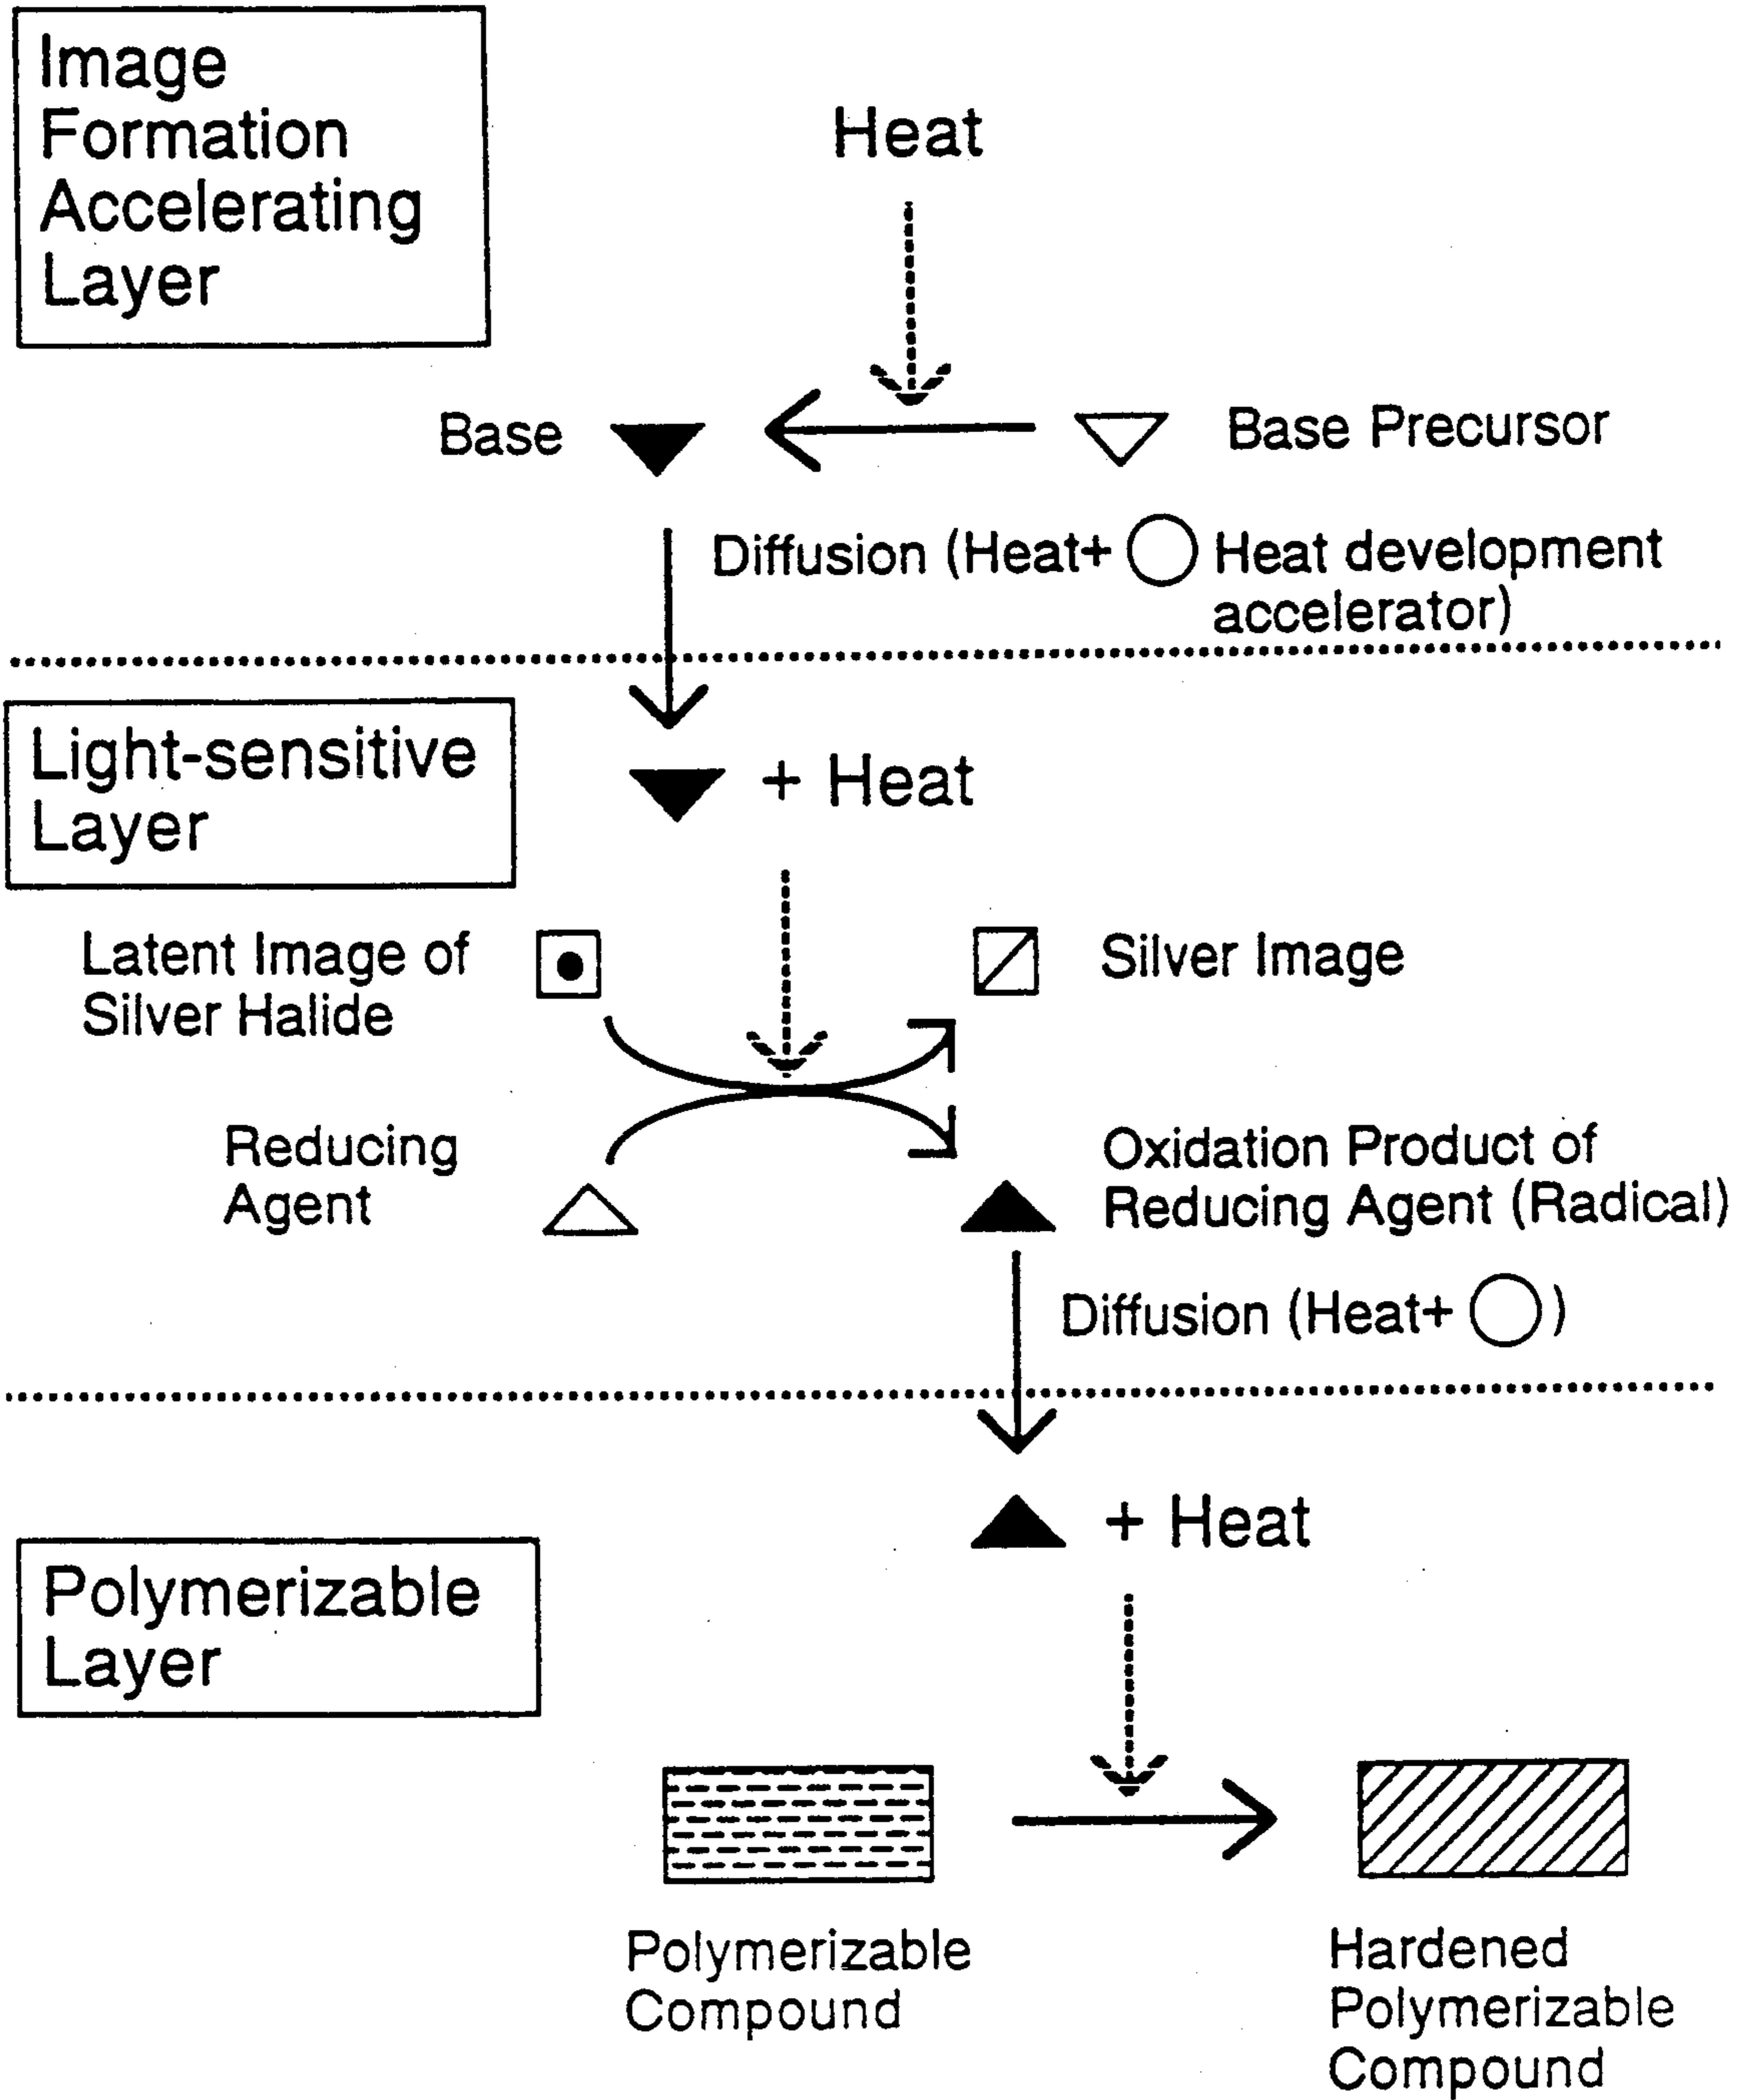 Image
Formation
Accelerating
Layer
Heat
Base
Base Precursor
Diffusion (Heat+ Heat development
accelerator)
Light-sensitive
Layer
+ Heat
Latent Image of
Silver Halide
Silver Image
Reducing
Agent
Oxidation Product of
Reducing Agent (Radical)
Diffusion (Heat+ )
+ Heat
Polymerizable
Layer
Polymerizable
Compound
Hardened
Polymerizable
Compound